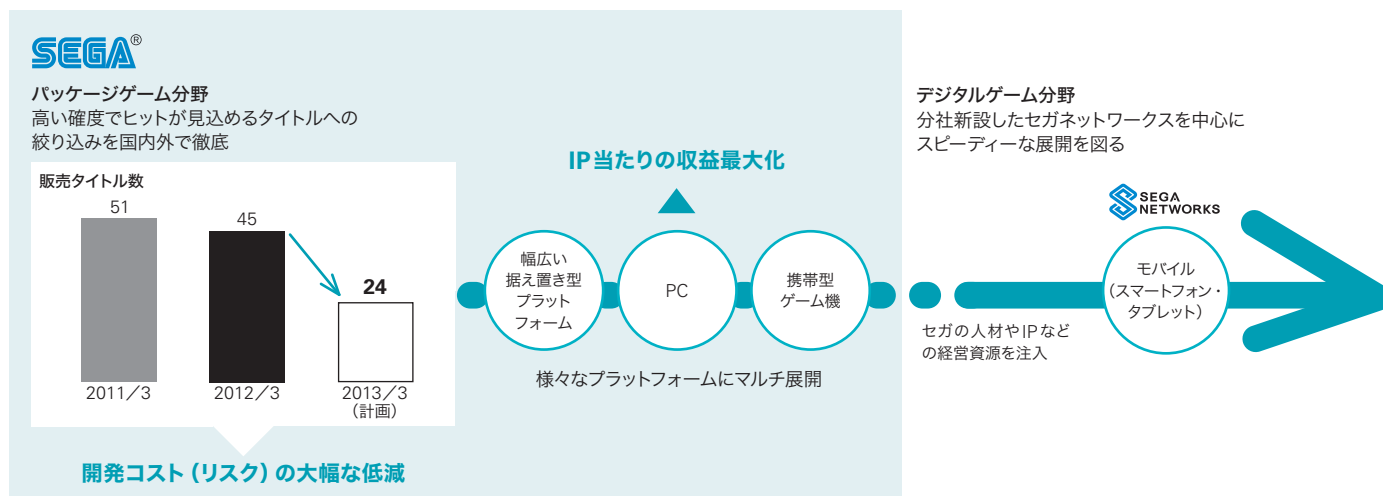 SEGA®
パッケージゲーム分野
高い確度でヒットが見込めるタイトルへの
絞り込みを国内外で徹底
販売タイトル数
51
45
24
2011／3
2012／3
2013／3
（計画）
開発コスト（リスク）の大幅な低減
IP当たりの収益最大化
幅広い
据え置き型
プラット
フォーム
PC
携帯型
ゲーム機
様々なプラットフォームにマルチ展開
デジタルゲーム分野
分社新設したセガネットワークスを中心に
スピーディーな展開を図る
SEGA
NETWORKS
モバイル
（スマートフォン・
タブレット）
セガの人材やIPなど
の経営資源を注入